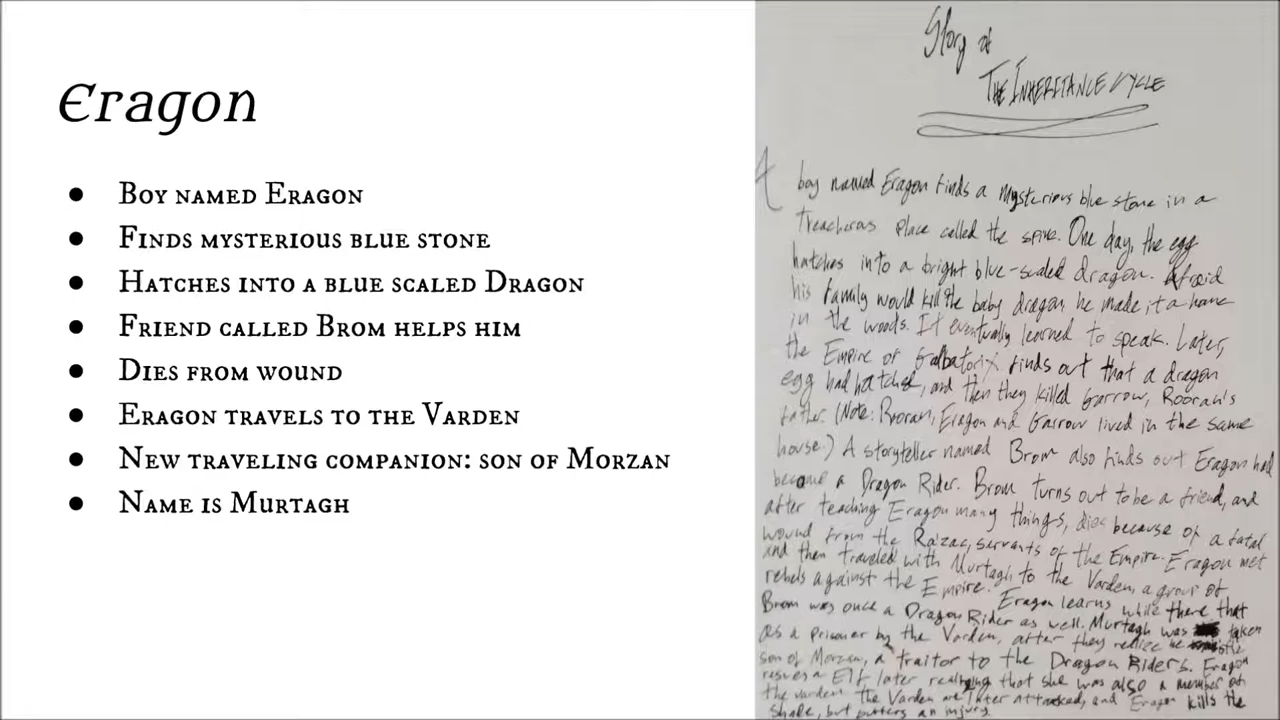 Eragon
● Boy named Eragon
● Finds mysterious blue stone
● Hatches into a blue scaled Dragon
● Friend called Brom helps him
● Dies from wound
● Eragon travels to the Varden
● New traveling companion: son of Morzan
● Name is Murtagh
Story of
THE INHERITANCE CYCLE
A boy named Eragon finds a mysterious blue stone in a
treacherous place called the spine. One day, the egg
hatches into a bright blue-scaled dragon. Afraid
his family would kill the baby dragon, he made it a home
in the woods. It eventually learned to speak. Later,
the Empire of Galbatorix finds out that a dragon
egg had hatched, and then they killed Garrow, Rooran's
father. (Note: Rooran, Eragon and Garrow lived in the same
house.) A storyteller named Brom also finds out Eragon had
become a Dragon Rider. Brom turns out to be a friend, and
after teaching Eragon many things, dies because of a fatal
wound from the Ra'zac, servants of the Empire. Eragon met
and then traveled with Murtagh to the Varden, a group of
rebels against the Empire. Eragon learns while there that
Brom was once a Dragon Rider as well. Murtagh was taken
as a prisoner by the Varden, after they realize he is the
son of Morzan, a traitor to the Dragon Riders. Eragon
rescues a Elf, later realizing that she was also a member of
the varden. The Varden are later attacked, and Eragon kills the
shade, but an injury.